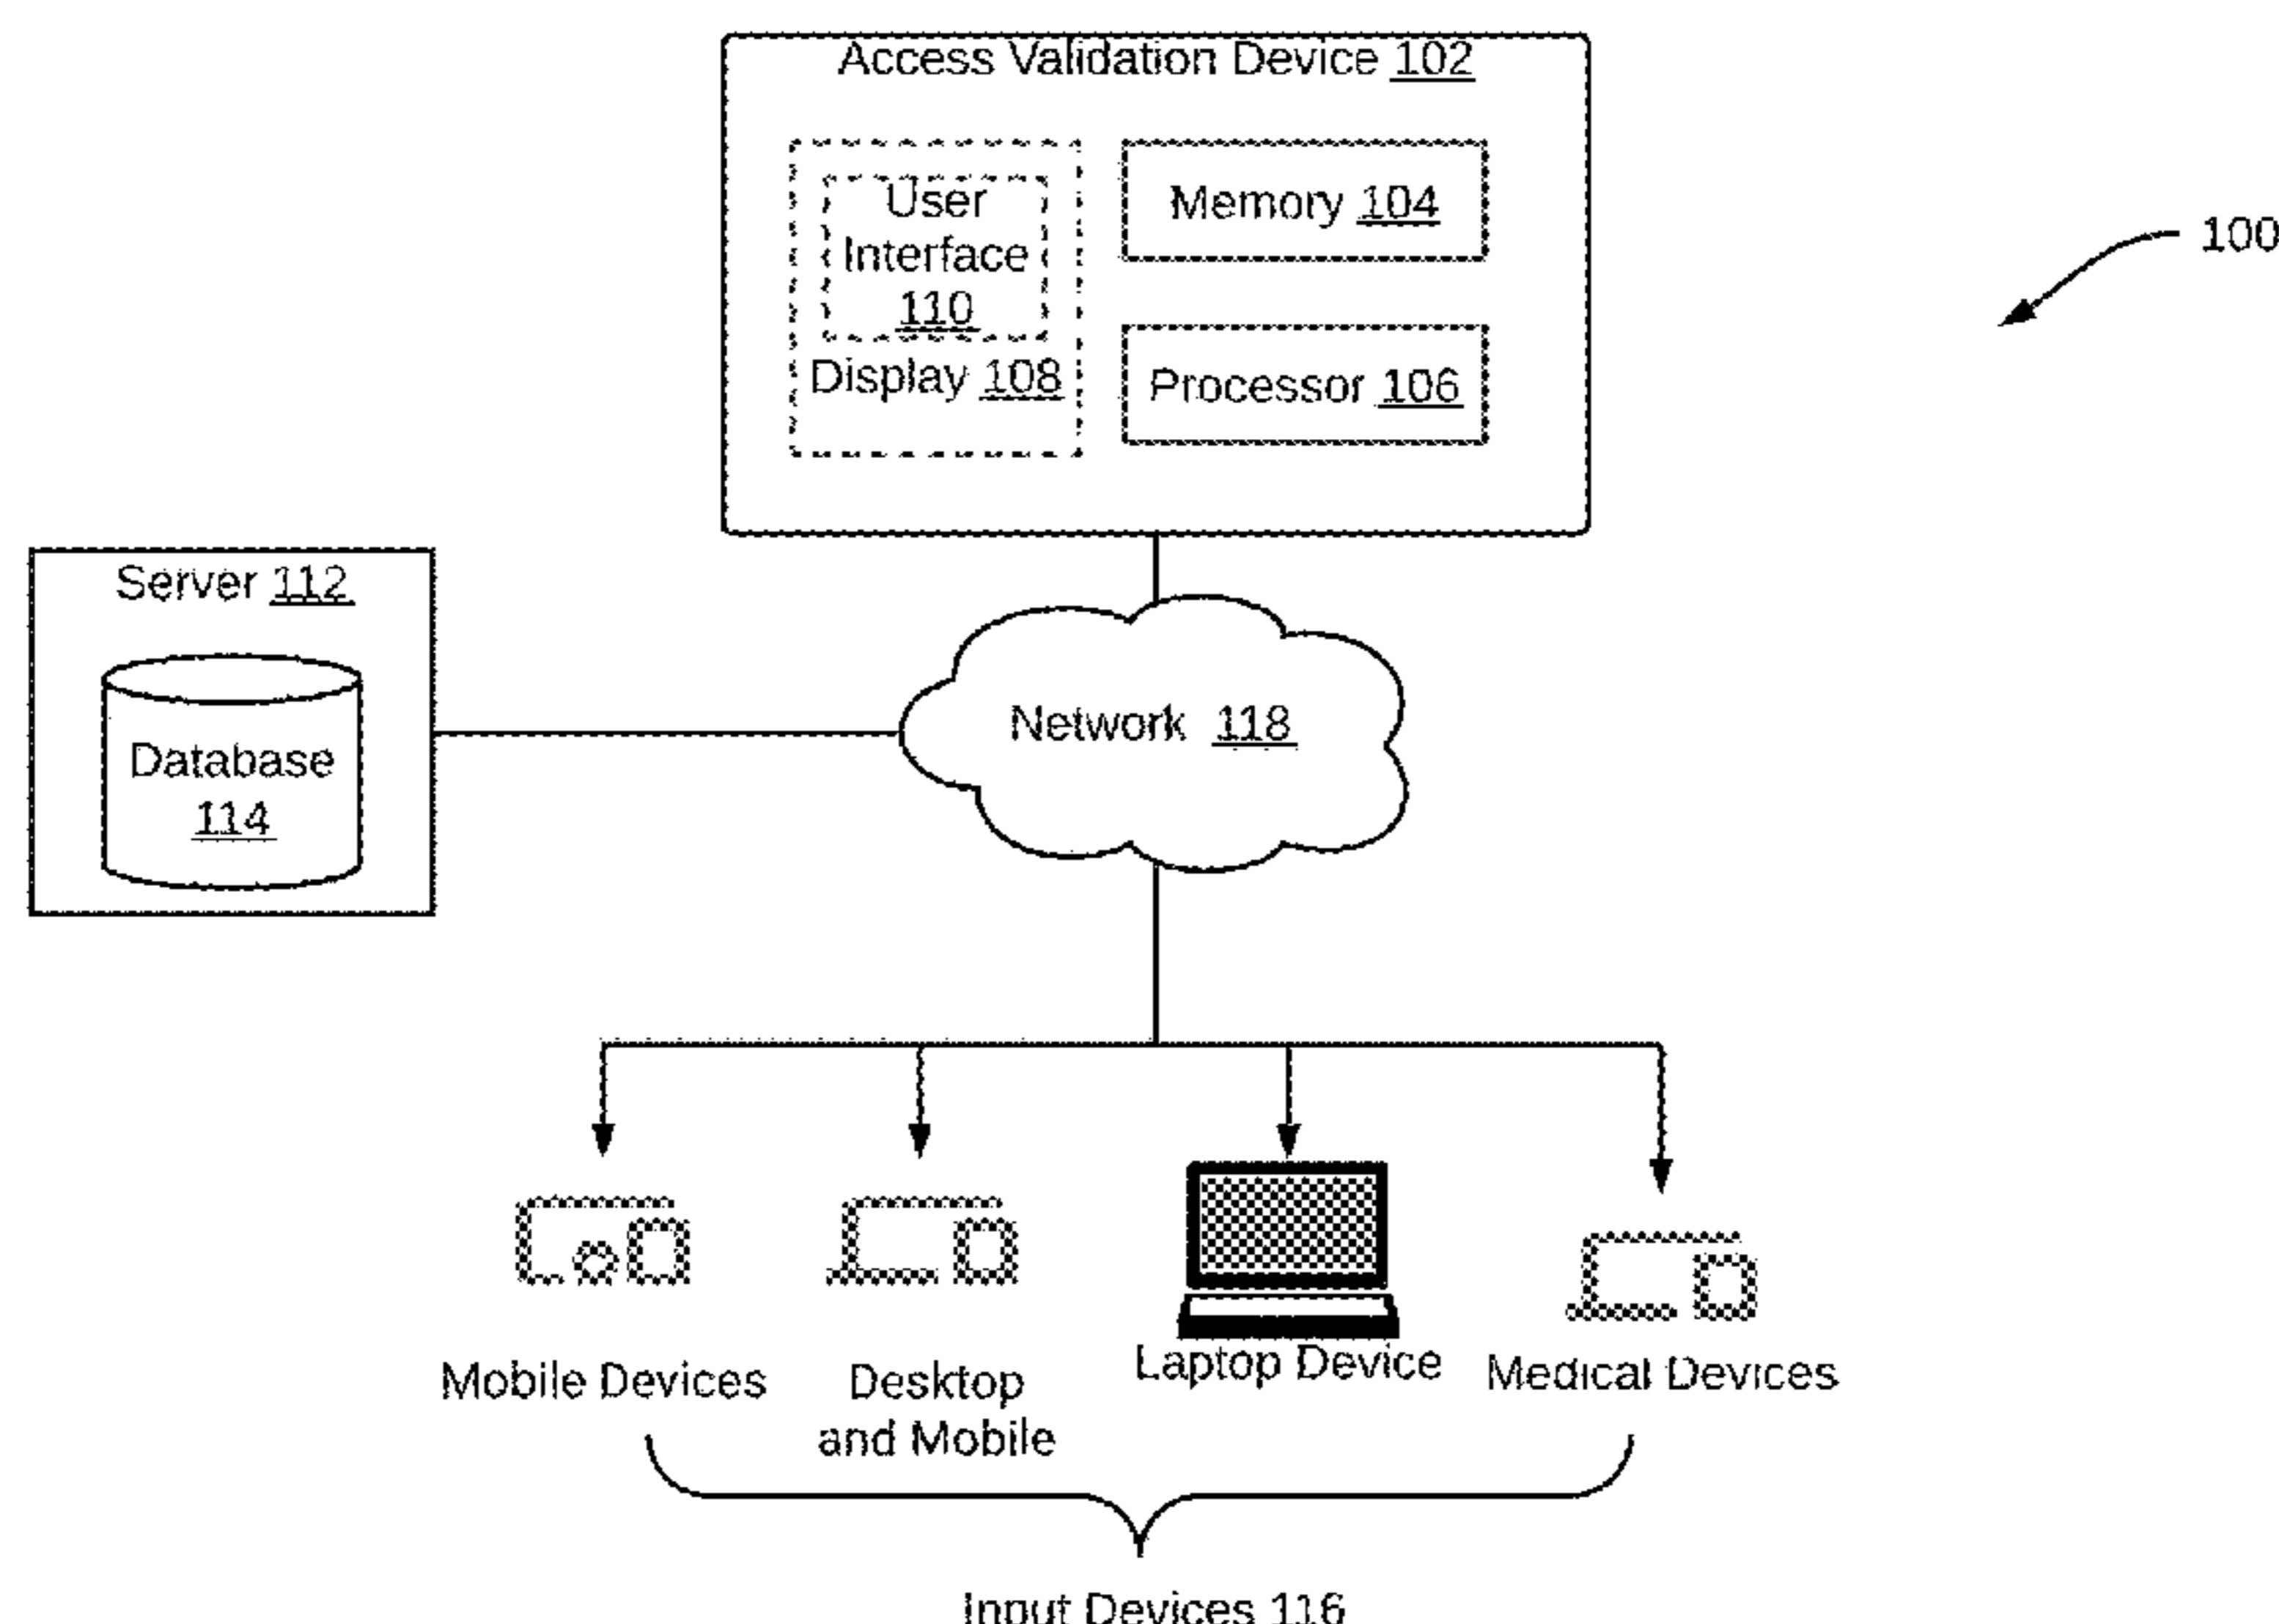 Access Validation Device 102
User
Interface
110
Display 108
Memory 104
Processor 106
100
Server 112
Database
114
Network 118
Mobile Devices
Desktop
and Mobile
Laptop Device
Medical Devices
Input Devices 116